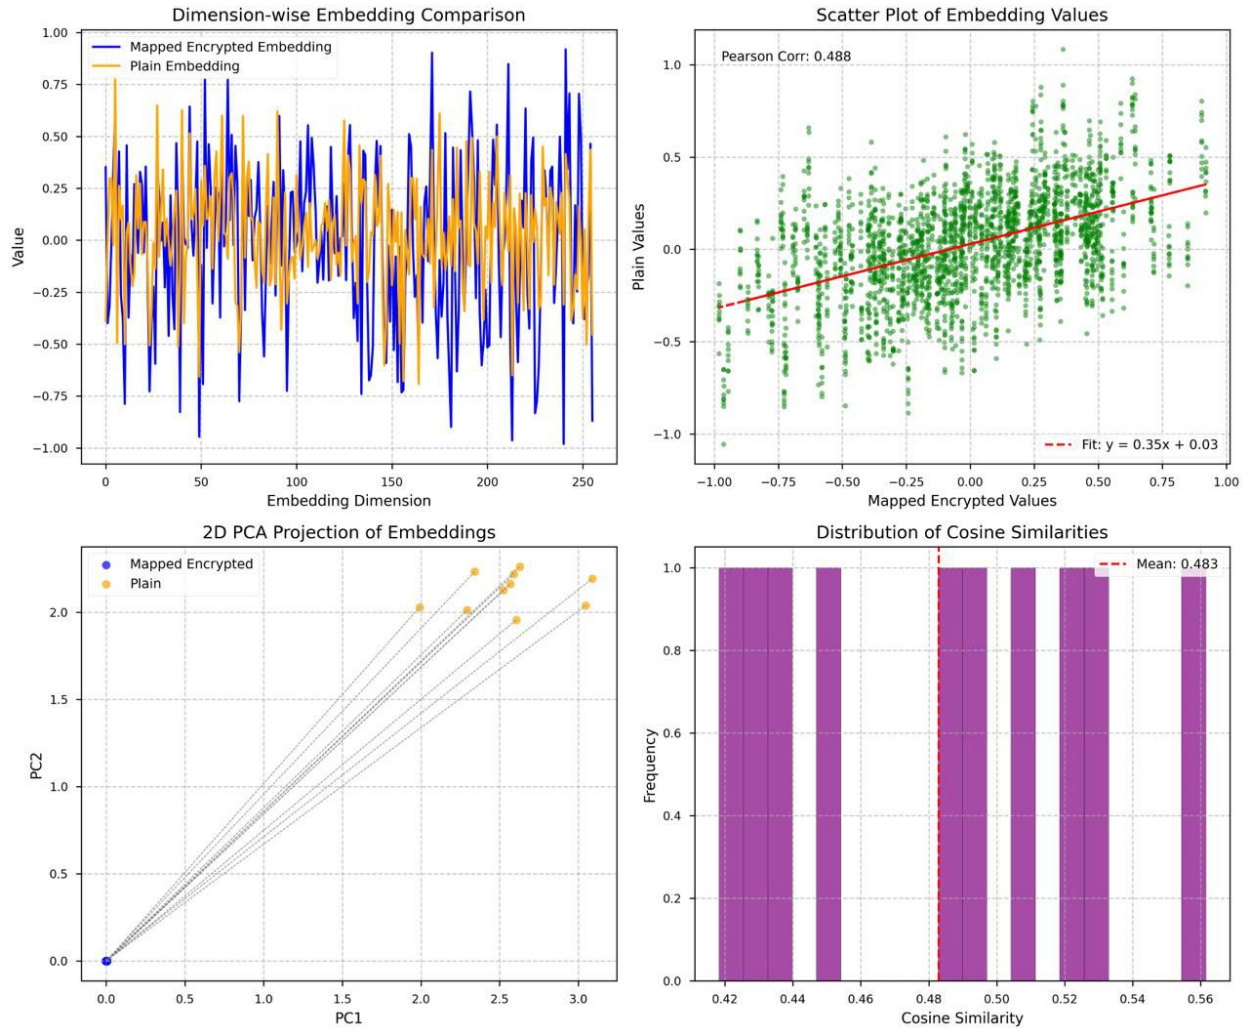 Dimension-wise Embedding Comparison
Mapped Encrypted Embedding
Plain Embedding
1.00
0.75
0.50
0.25
0.00
−0.25
−0.50
−0.75
−1.00
Value
0 50 100 150 200 250
Embedding Dimension
Scatter Plot of Embedding Values
Pearson Corr: 0.488
1.0
0.5
0.0
−0.5
−1.0
Plain Values
Fit: y = 0.35x + 0.03
−1.00 −0.75 −0.50 −0.25 0.00 0.25 0.50 0.75 1.00
Mapped Encrypted Values
2D PCA Projection of Embeddings
Mapped Encrypted
Plain
2.0
1.5
1.0
0.5
0.0
PC2
0.0 0.5 1.0 1.5 2.0 2.5 3.0
PC1
Distribution of Cosine Similarities
Mean: 0.483
1.0
0.8
0.6
0.4
0.2
0.0
Frequency
0.42 0.44 0.46 0.48 0.50 0.52 0.54 0.56
Cosine Similarity